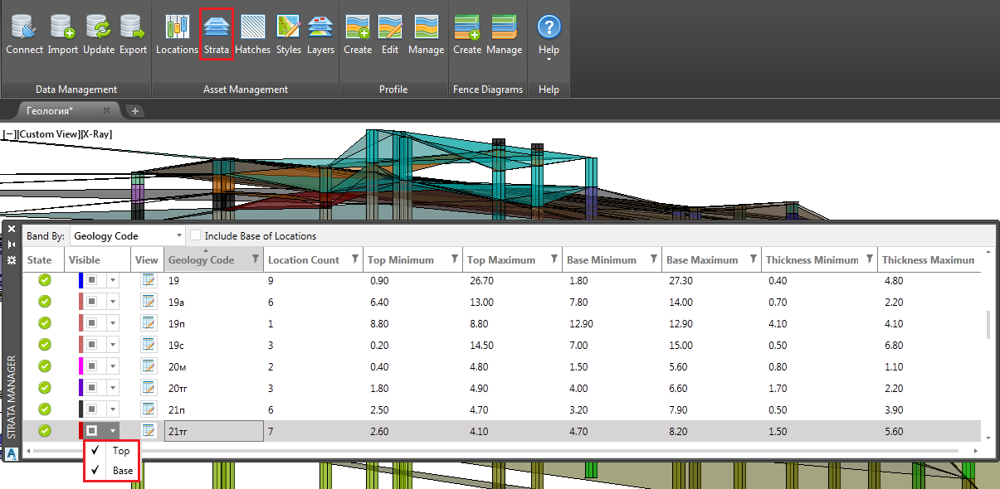 Connect Import Update Export Locations Strata Hatches Styles Layers Create Edit Manage Create Manage Help
Data Management Asset Management Profile Fence Diagrams Help
Геология*
[−][Custom View][X-Ray]
Band By: Geology Code Include Base of Locations
State Visible View Geology Code Location Count Top Minimum Top Maximum Base Minimum Base Maximum Thickness Minimum Thickness Maximum
19 9 0.90 26.70 1.80 27.30 0.40 4.80
19а 6 6.40 13.00 7.80 14.00 0.70 2.20
19п 1 8.80 8.80 12.90 12.90 4.10 4.10
19с 3 0.20 14.50 7.00 15.00 0.50 6.80
20м 2 0.40 4.80 1.50 5.60 0.80 1.10
20тг 3 1.80 4.90 4.00 6.60 1.70 2.20
21п 6 2.50 4.70 3.20 7.90 0.50 3.90
21тг 7 2.60 4.10 4.70 8.20 1.50 5.60
STRATA MANAGER
Top
Base